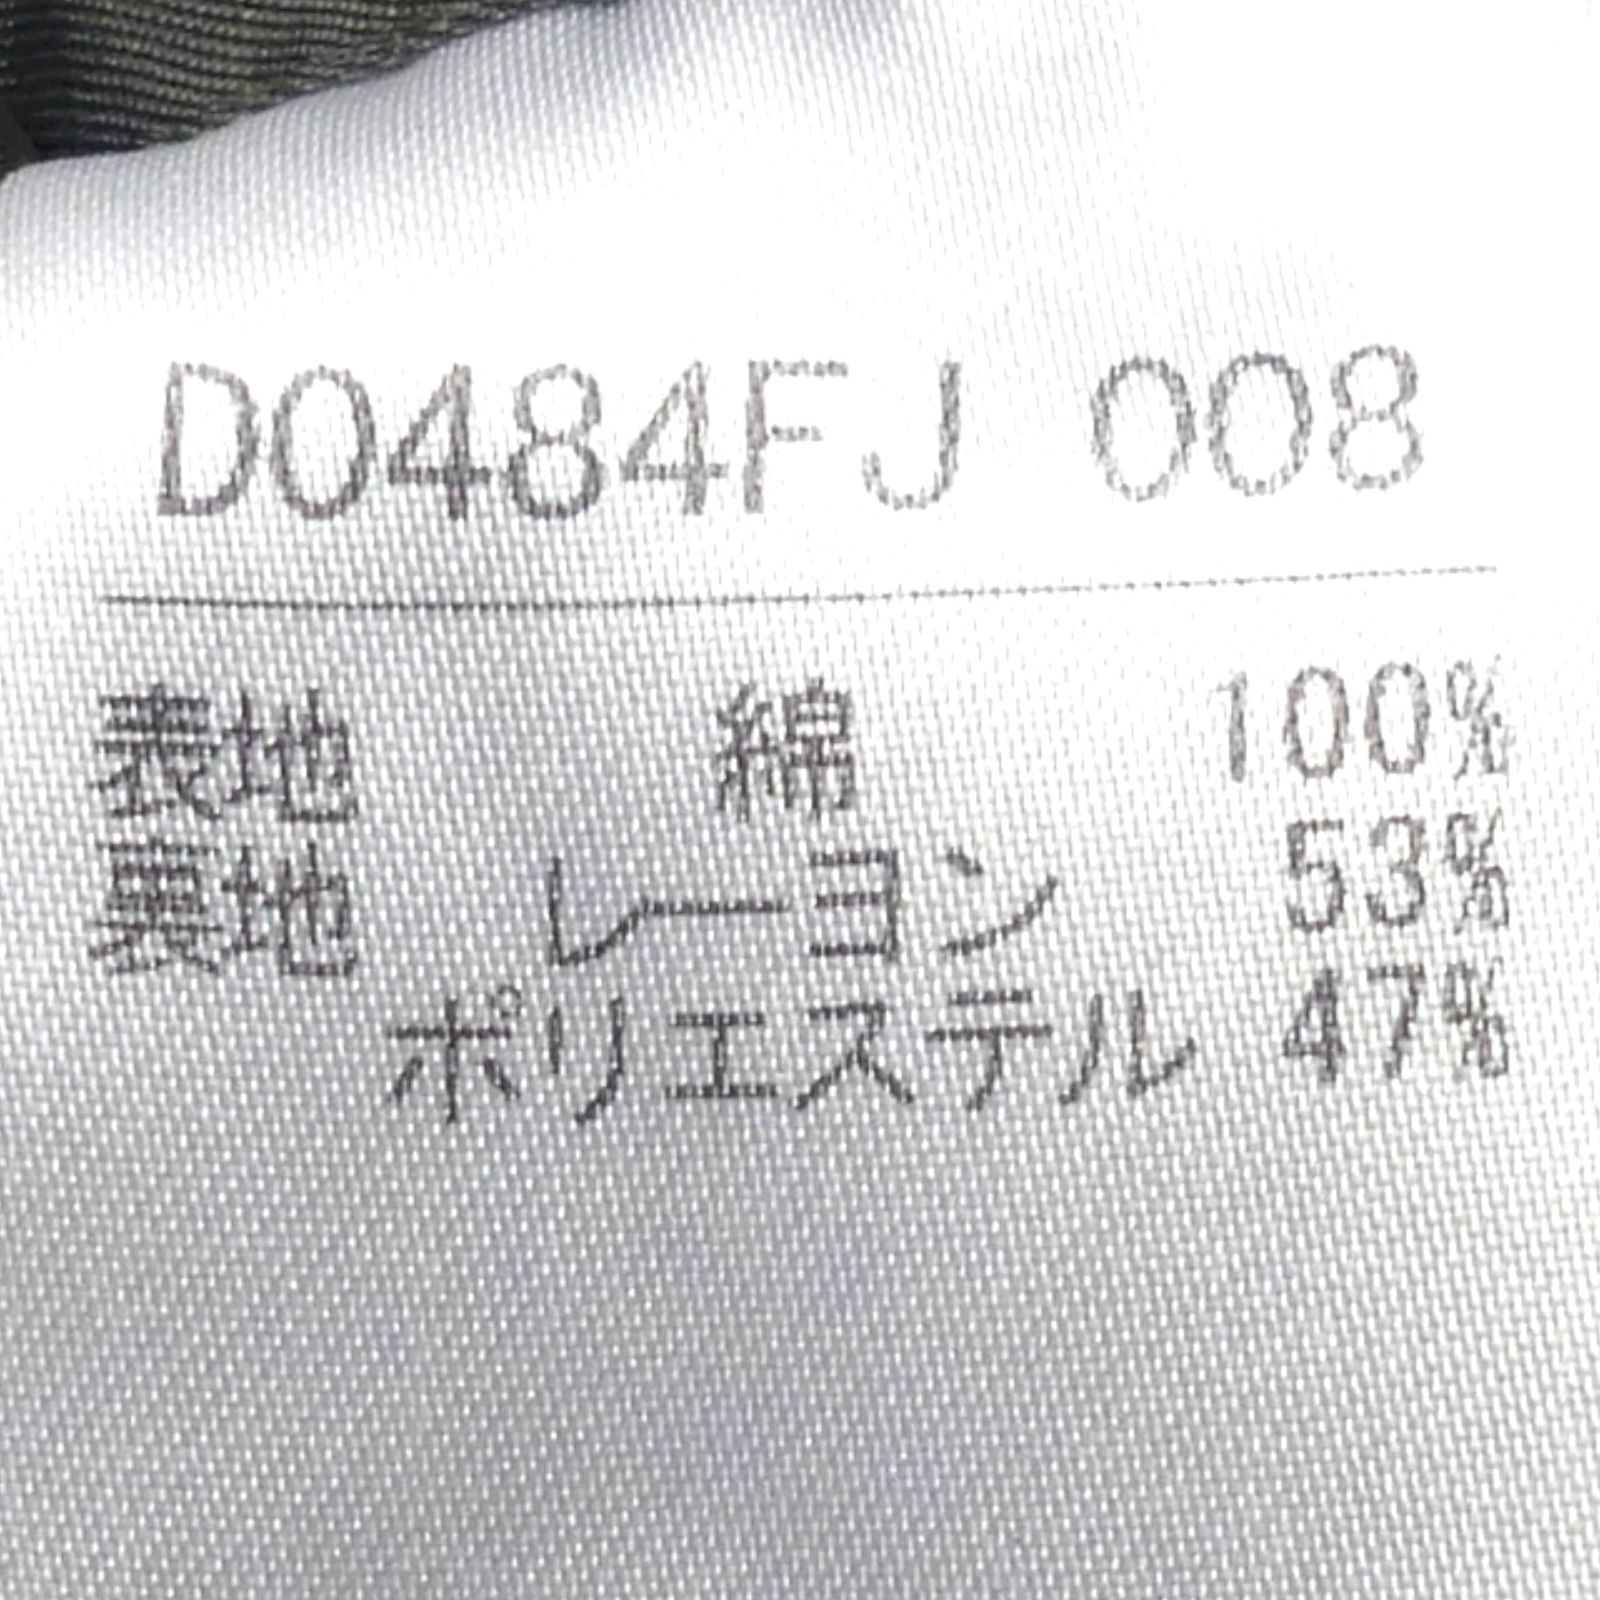 D0484FJ 008
表地 綿 100%
裏地 レーヨン 53%
ポリエステル 47%